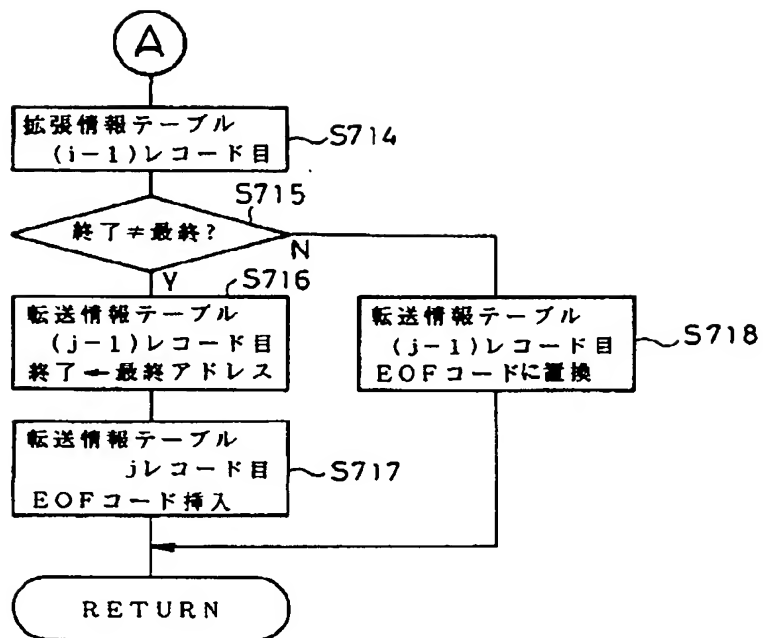 A
拡張情報テーブル
(i-1)レコード目
S714
S715
終了≠最終?
N
Y
S716
転送情報テーブル
(j-1)レコード目
終了←最終アドレス
転送情報テーブル
(j-1)レコード目
EOFコードに置換
S718
転送情報テーブル
jレコード目
EOFコード挿入
S717
RETURN